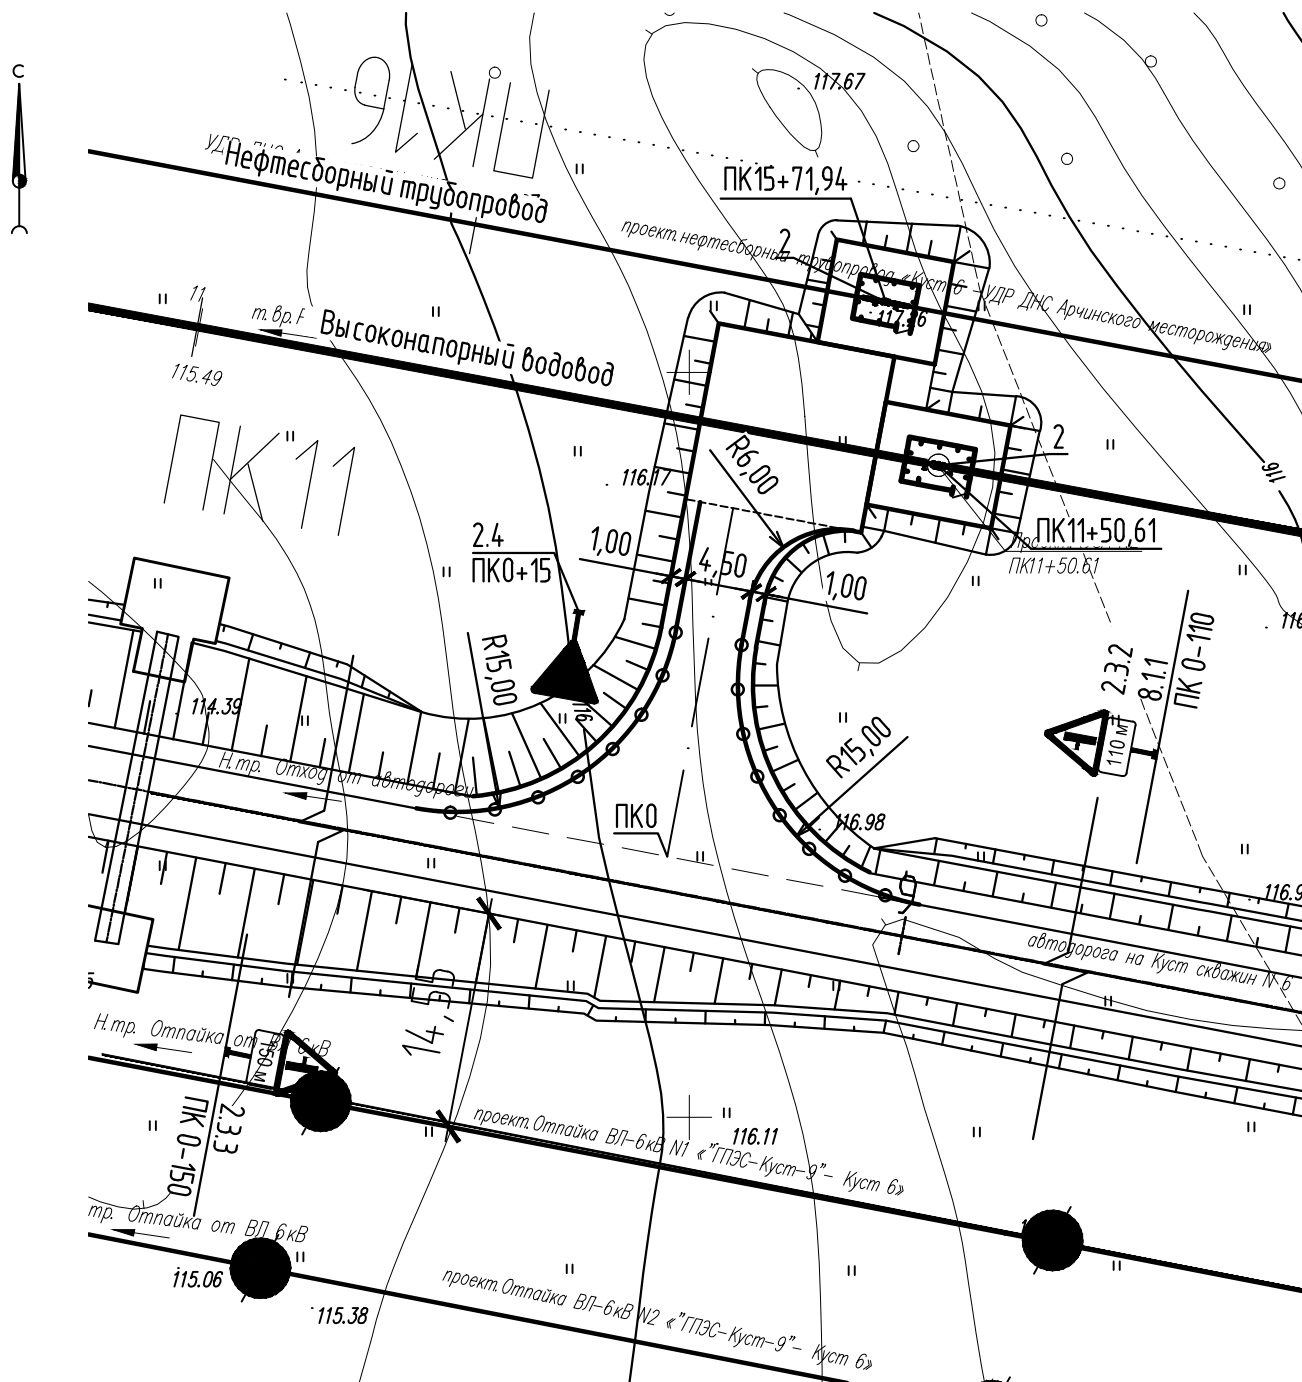 С
117.67
ПК15+71,94
Нефтесборный трубопровод
2
проект.нефтесборный трубопровод «Куст 6 -УДР ДНС Арчинского месторождения»
11
т.вр.
Высоконапорный водовод
115.49
ПК11
ПК16
2
116
R6,00
116.17
ПК11+50,61
ПК11+50.61
2.4
ПК0+15
1,00
4,50
1,00
2.3.2
8.1.1
ПК 0-110
R15,00
116
114.39
110 м
R15,00
Н.тр. Отход от автодороги
ПК0
116.98
116.9
автодорога на Куст скважин N 6
Н.тр. Отпайка от ВЛ 6кВ
150 м
2.3.3
ПК 0-150
проект.Отпайка ВЛ-6кВ N1 «"ГПЭС-Куст-9"- Куст 6»
116.11
тр. Отпайка от ВЛ 6кВ
115.06
115.38
проект.Отпайка ВЛ-6кВ N2 «"ГПЭС-Куст-9"- Куст 6»